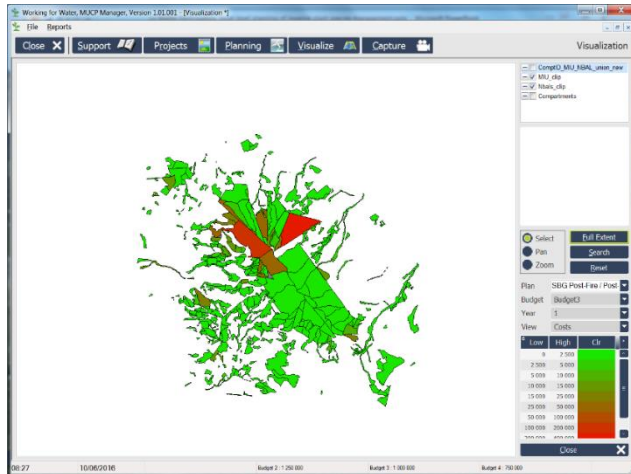 Working for Water, MUCP Manager, Version 1.01.001 - [Visualization *]
File Reports
Close X Support Projects Planning Visualize Capture Visualization
ComptD_MIU_NBAL_union_raw
MIU_clip
Nbals_clip
Compartments
Select Full Extent
Pan Search
Zoom Reset
Plan SBG Post-Fire / Post-
Budget Budget3
Year 1
View Costs
Low High Clr
0 2 500
2 500 5 000
5 000 10 000
10 000 15 000
15 000 25 000
25 000 50 000
50 000 100 000
100 000 200 000
Close X
08:27 10/06/2016 Budget 2 : 1 250 000 Budget 3 : 1 000 000 Budget 4 : 750 000